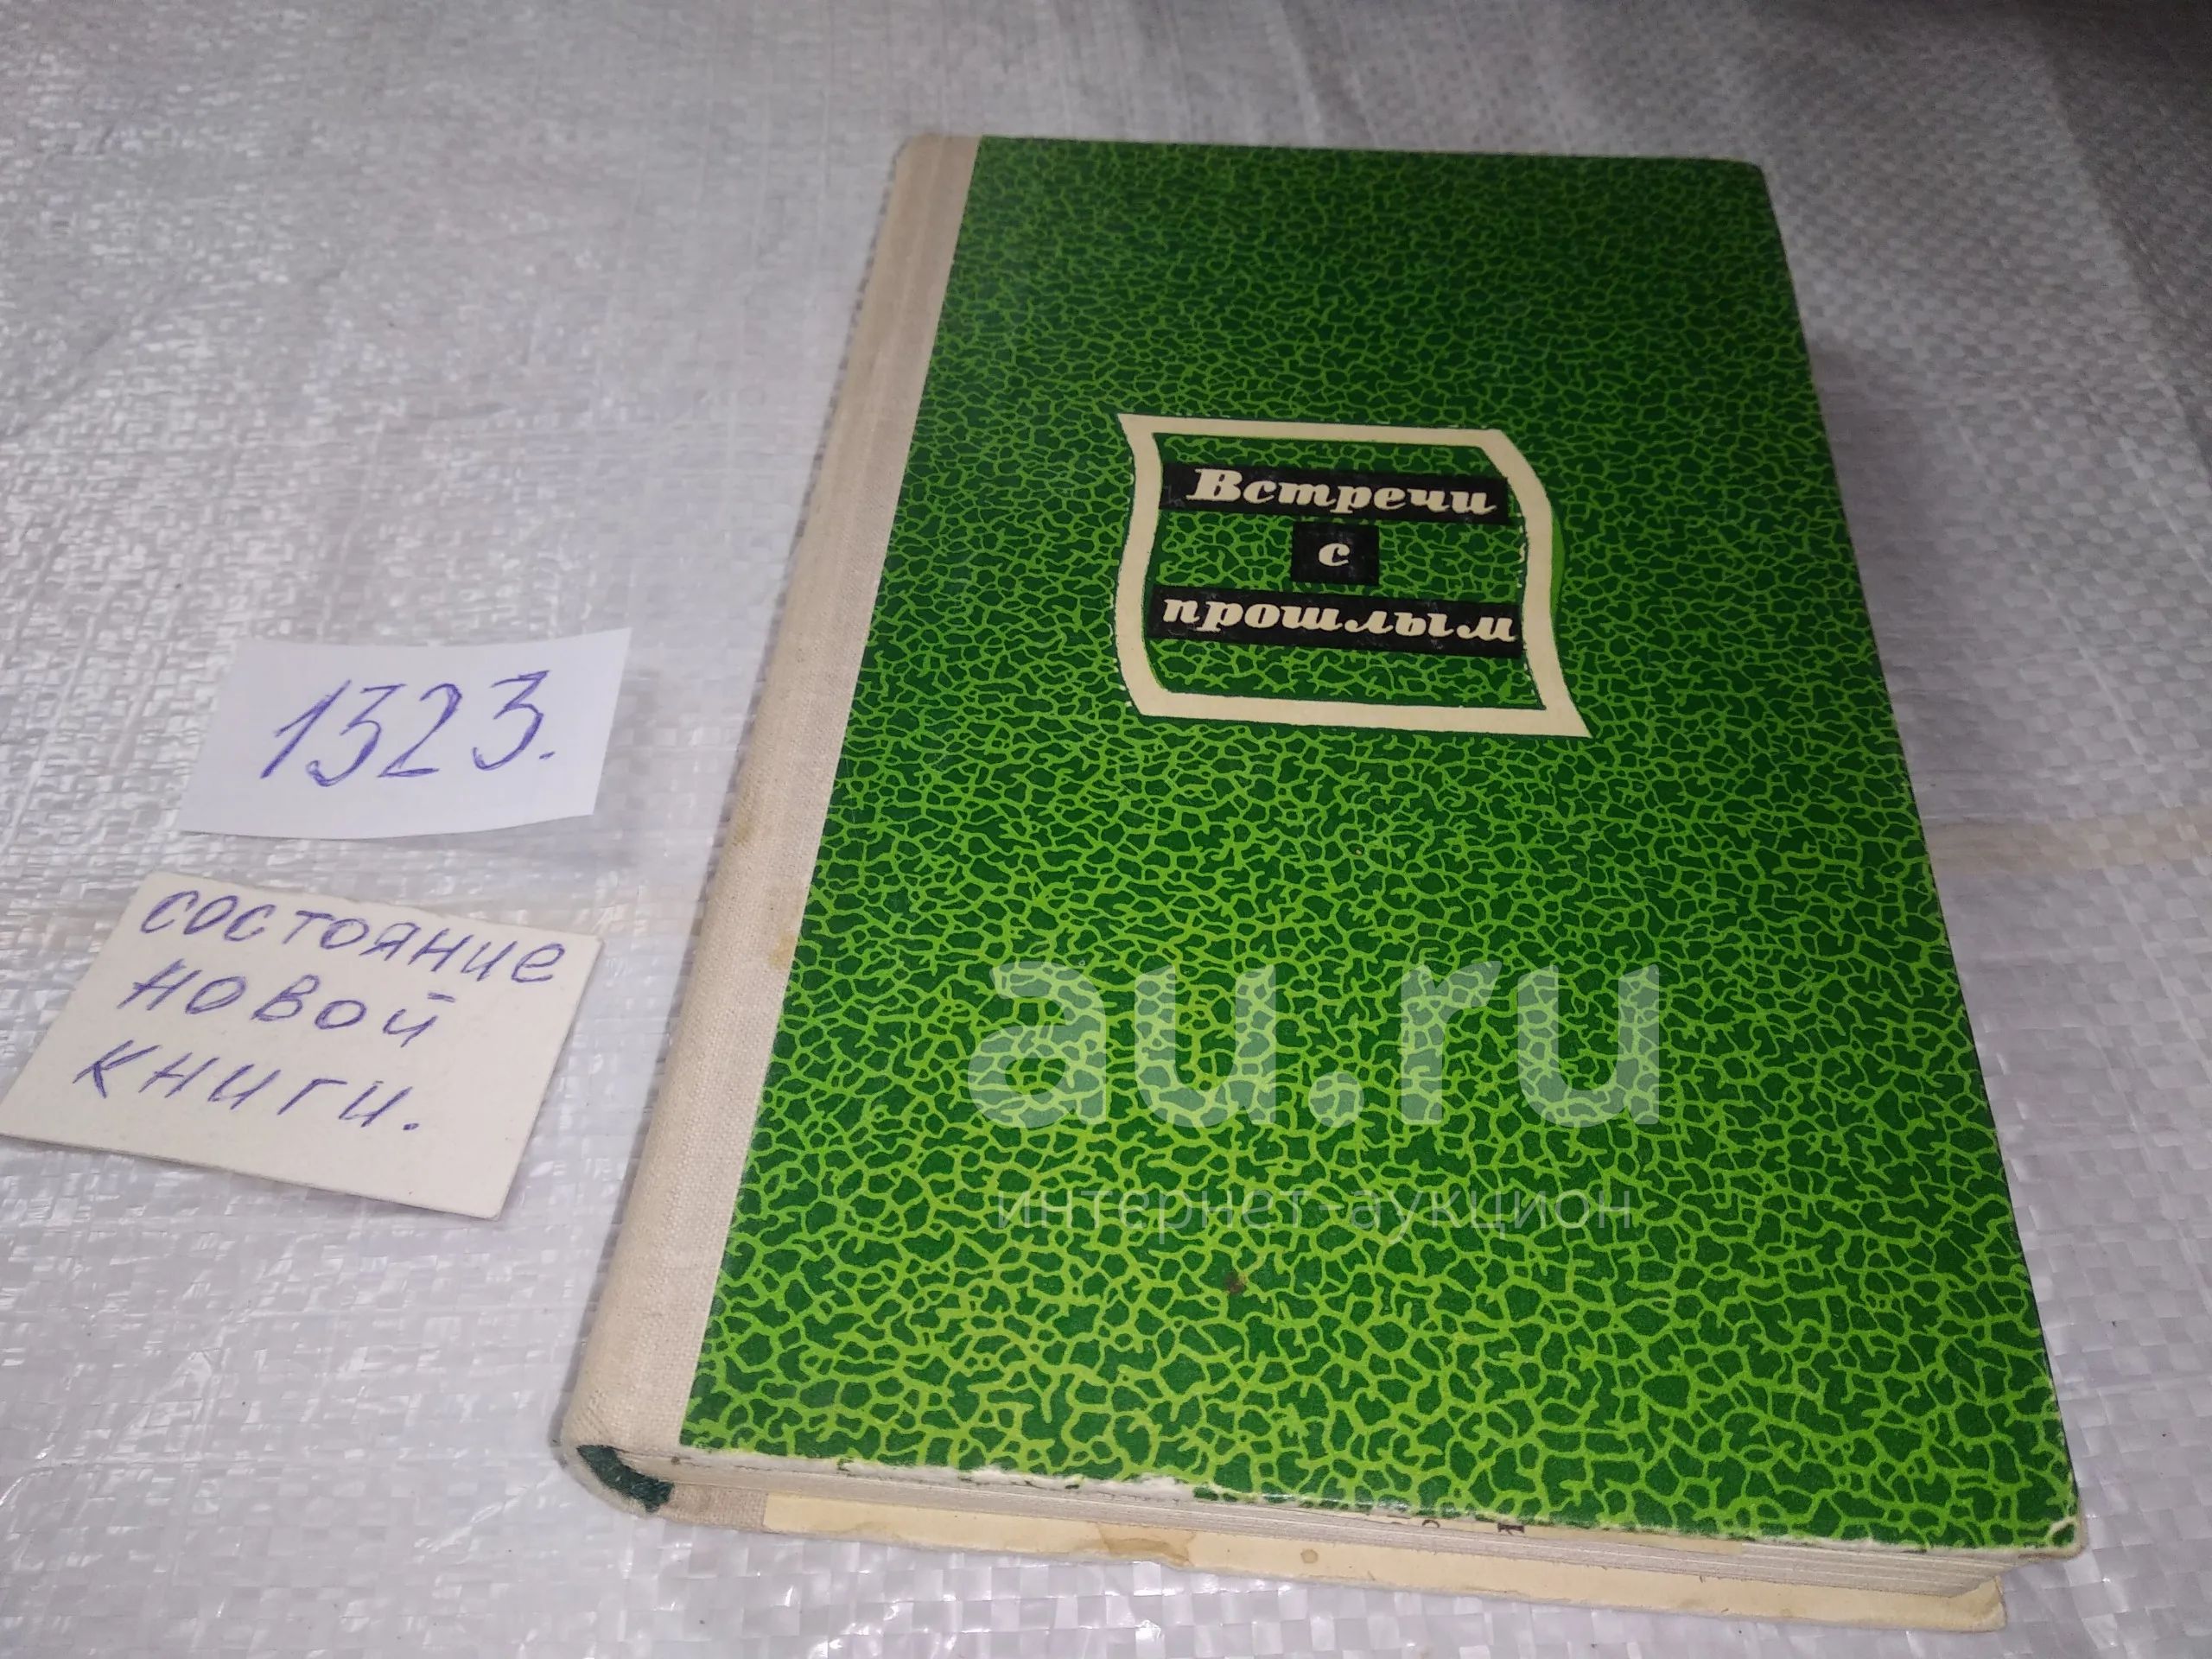 Встречи
с
прошлым
1323.
состояние
новой
книги.
au.ru
интернет-аукцион